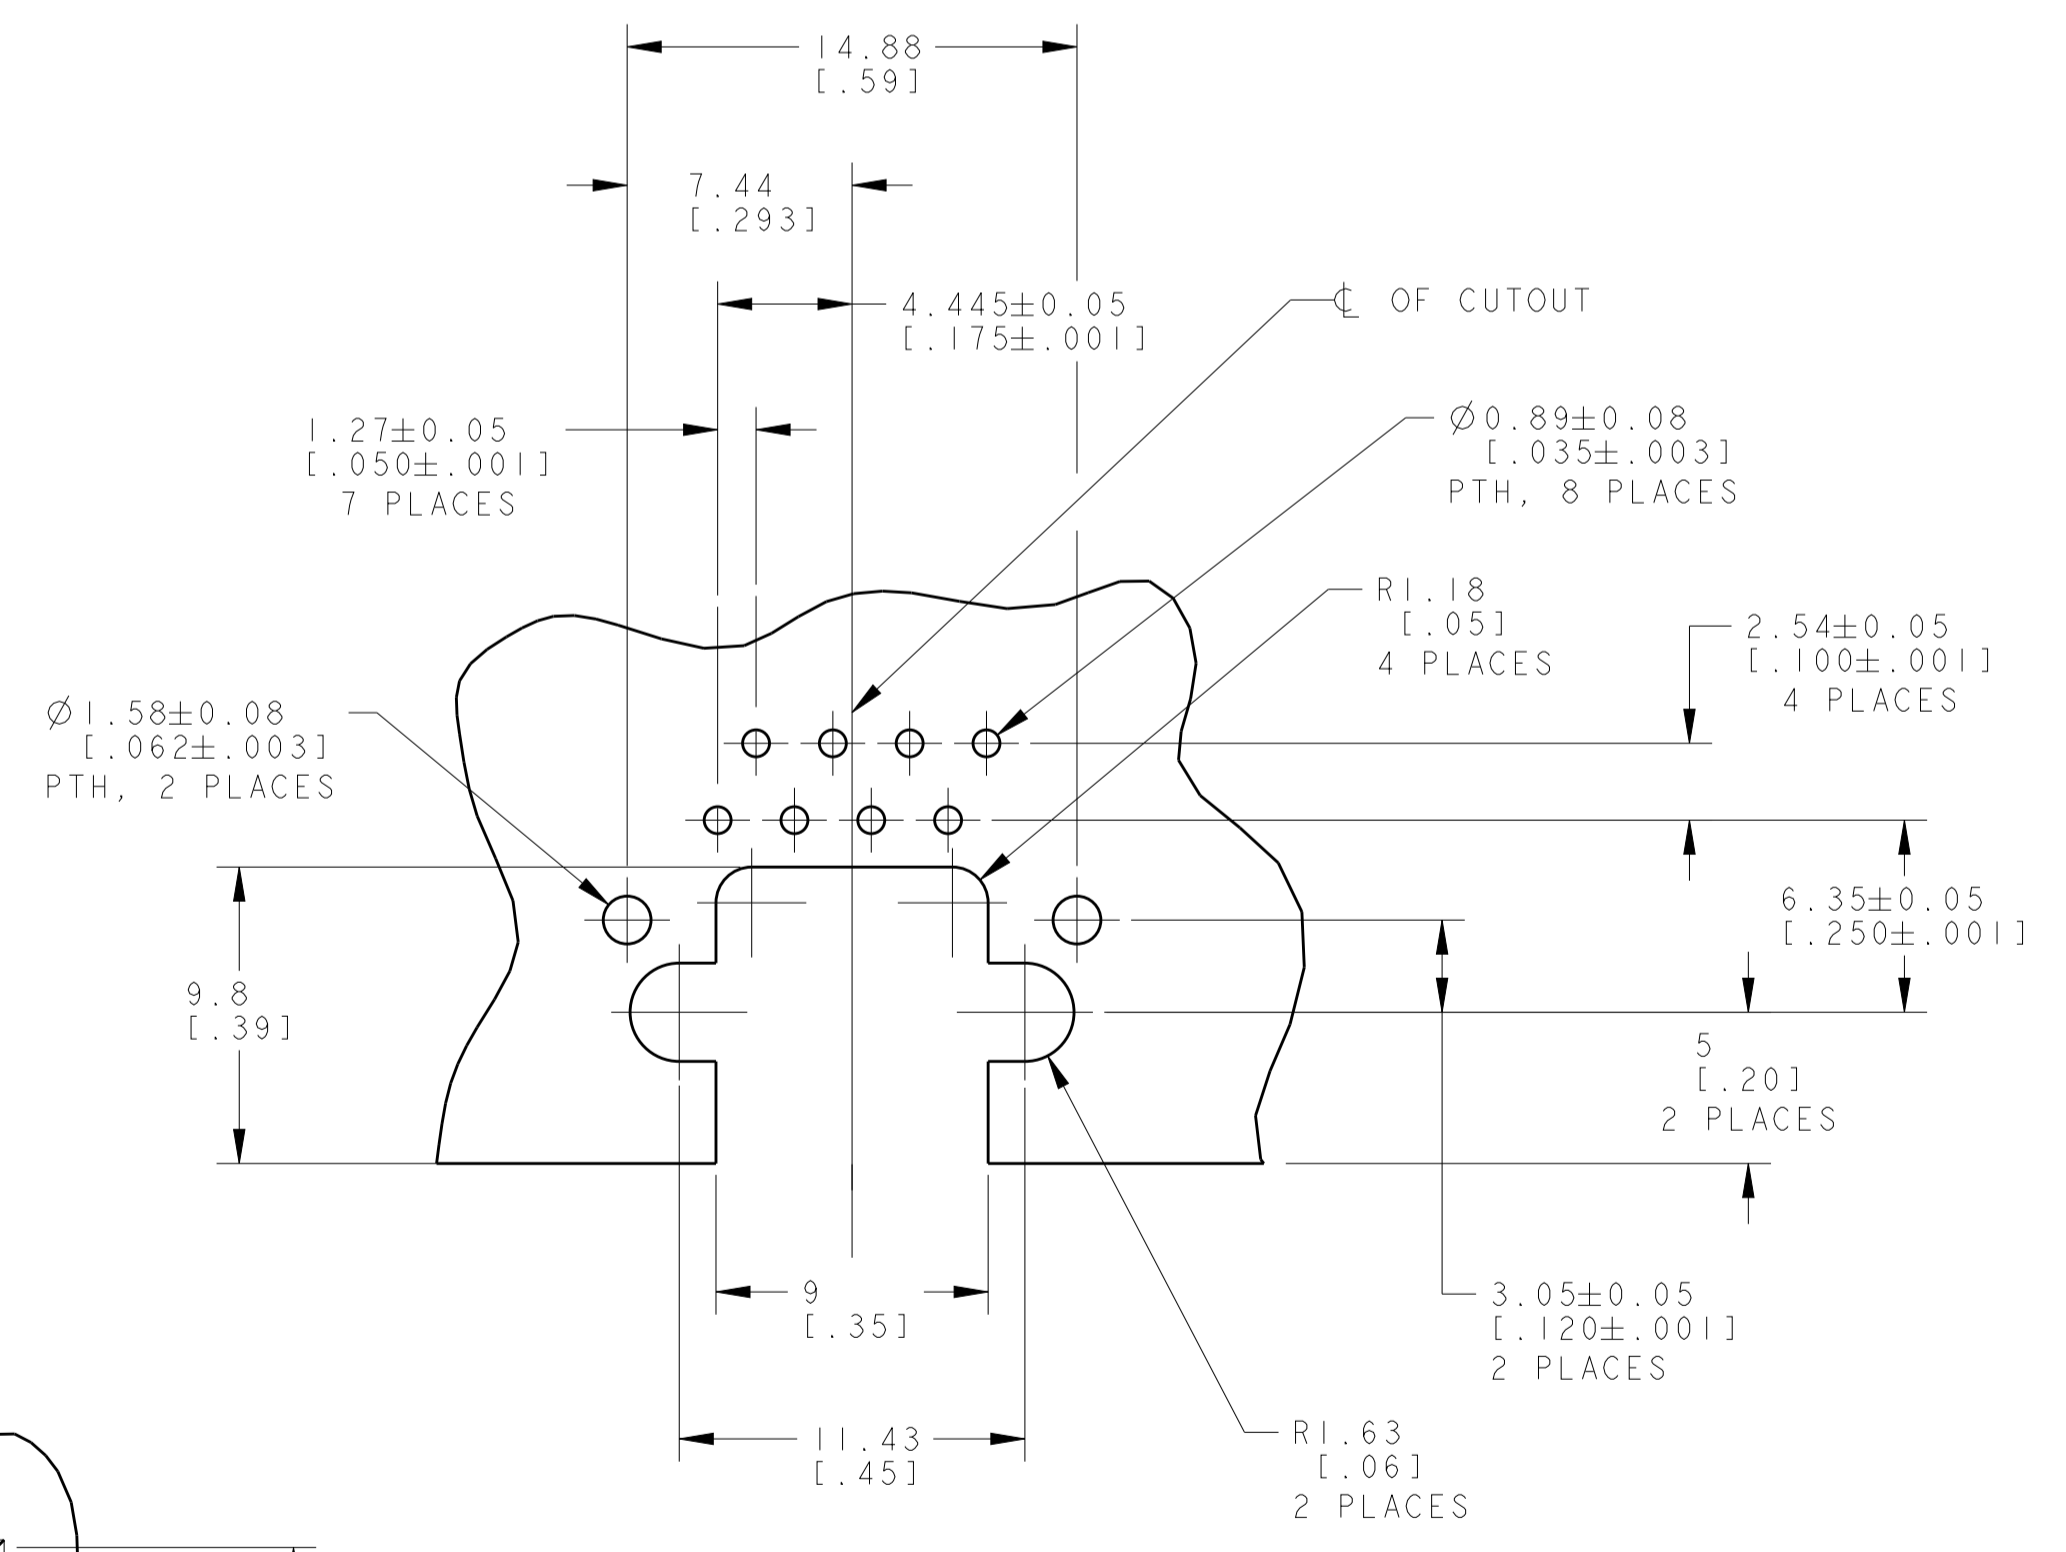 14.88
[.59]
7.44
[.293]
4.445±0.05
[.175±.001]
℄ OF CUTOUT
1.27±0.05
[.050±.001]
7 PLACES
Ø0.89±0.08
[.035±.003]
PTH, 8 PLACES
R1.18
[.05]
4 PLACES
2.54±0.05
[.100±.001]
4 PLACES
Ø1.58±0.08
[.062±.003]
PTH, 2 PLACES
6.35±0.05
[.250±.001]
9.8
[.39]
5
[.20]
2 PLACES
9
[.35]
3.05±0.05
[.120±.001]
2 PLACES
11.43
[.45]
R1.63
[.06]
2 PLACES